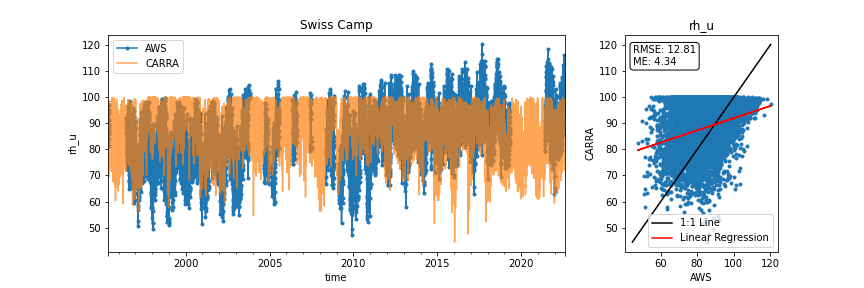 Swiss Camp
rh_u
120
110
100
90
80
70
60
50
AWS
CARRA
2000
2005
2010
2015
2020
time
rh_u
rh_u
120
110
100
90
80
70
60
50
CARRA
RMSE: 12.81
ME: 4.34
1:1 Line
Linear Regression
60
80
100
120
AWS